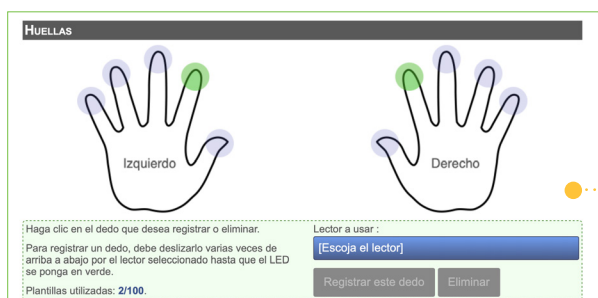 HUELLAS
Izquierdo
Derecho
Haga clic en el dedo que desea registrar o eliminar.
Para registrar un dedo, debe deslizarlo varias veces de
arriba a abajo por el lector seleccionado hasta que el LED
se ponga en verde.
Plantillas utilizadas: 2/100.
Lector a usar :
[Escoja el lector]
Registrar este dedo
Eliminar